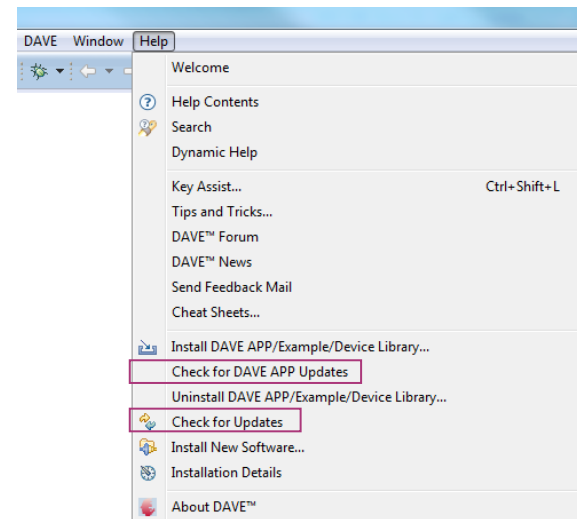 DAVE Window Help
Welcome
Help Contents
Search
Dynamic Help
Key Assist... Ctrl+Shift+L
Tips and Tricks...
DAVE™ Forum
DAVE™ News
Send Feedback Mail
Cheat Sheets...
Install DAVE APP/Example/Device Library...
Check for DAVE APP Updates
Uninstall DAVE APP/Example/Device Library...
Check for Updates
Install New Software...
Installation Details
About DAVE™